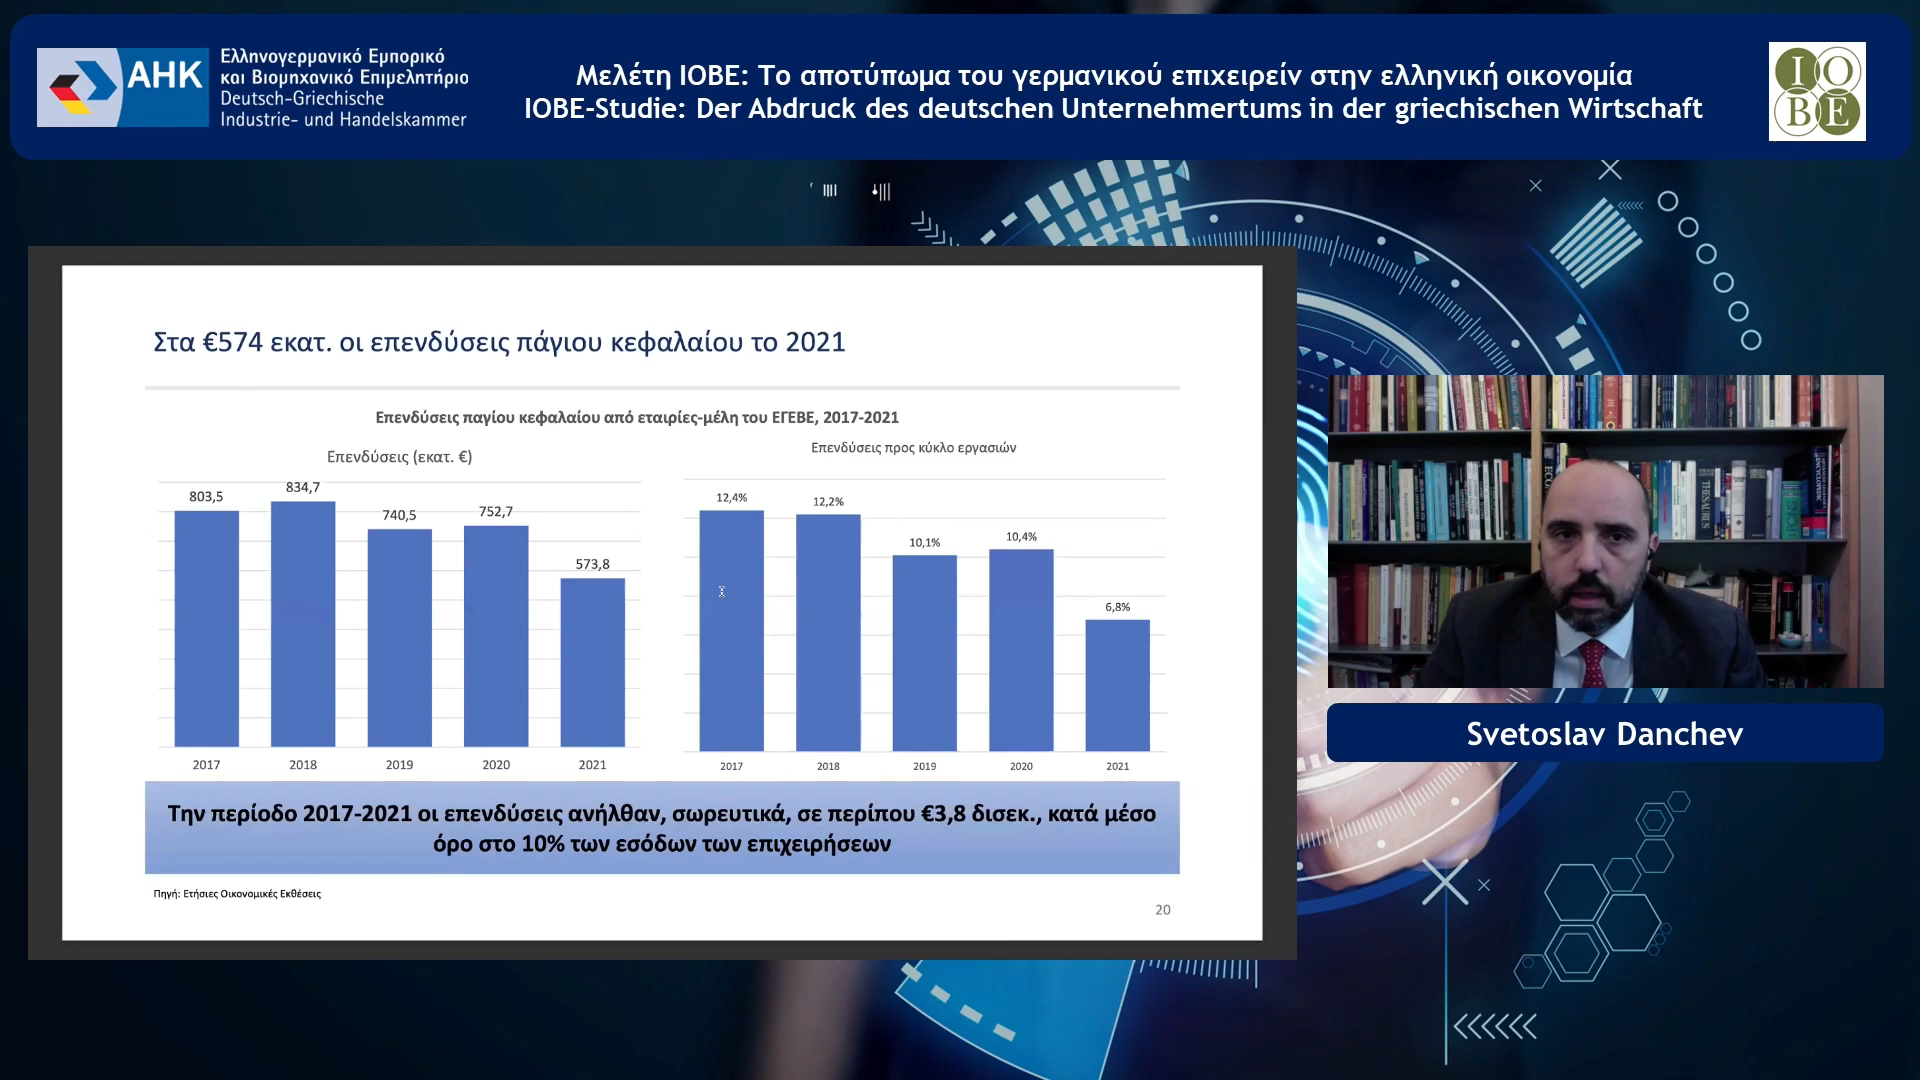 AHK
Ελληνογερμανικό Εμπορικό
και Βιομηχανικό Επιμελητήριο
Deutsch-Griechische
Industrie- und Handelskammer
Μελέτη ΙΟΒΕ: Το αποτύπωμα του γερμανικού επιχειρείν στην ελληνική οικονομία
IOBE-Studie: Der Abdruck des deutschen Unternehmertums in der griechischen Wirtschaft
IO
BE
Στα €574 εκατ. οι επενδύσεις πάγιου κεφαλαίου το 2021
Επενδύσεις παγίου κεφαλαίου από εταιρίες-μέλη του ΕΓΕΒΕ, 2017-2021
Επενδύσεις (εκατ. €)
803,5 834,7 740,5 752,7 573,8
2017 2018 2019 2020 2021
Επενδύσεις προς κύκλο εργασιών
12,4% 12,2% 10,1% 10,4% 6,8%
2017 2018 2019 2020 2021
Την περίοδο 2017-2021 οι επενδύσεις ανήλθαν, σωρευτικά, σε περίπου €3,8 δισεκ., κατά μέσο
όρο στο 10% των εσόδων των επιχειρήσεων
Πηγή: Ετήσιες Οικονομικές Εκθέσεις
20
THESAURUS
Svetoslav Danchev